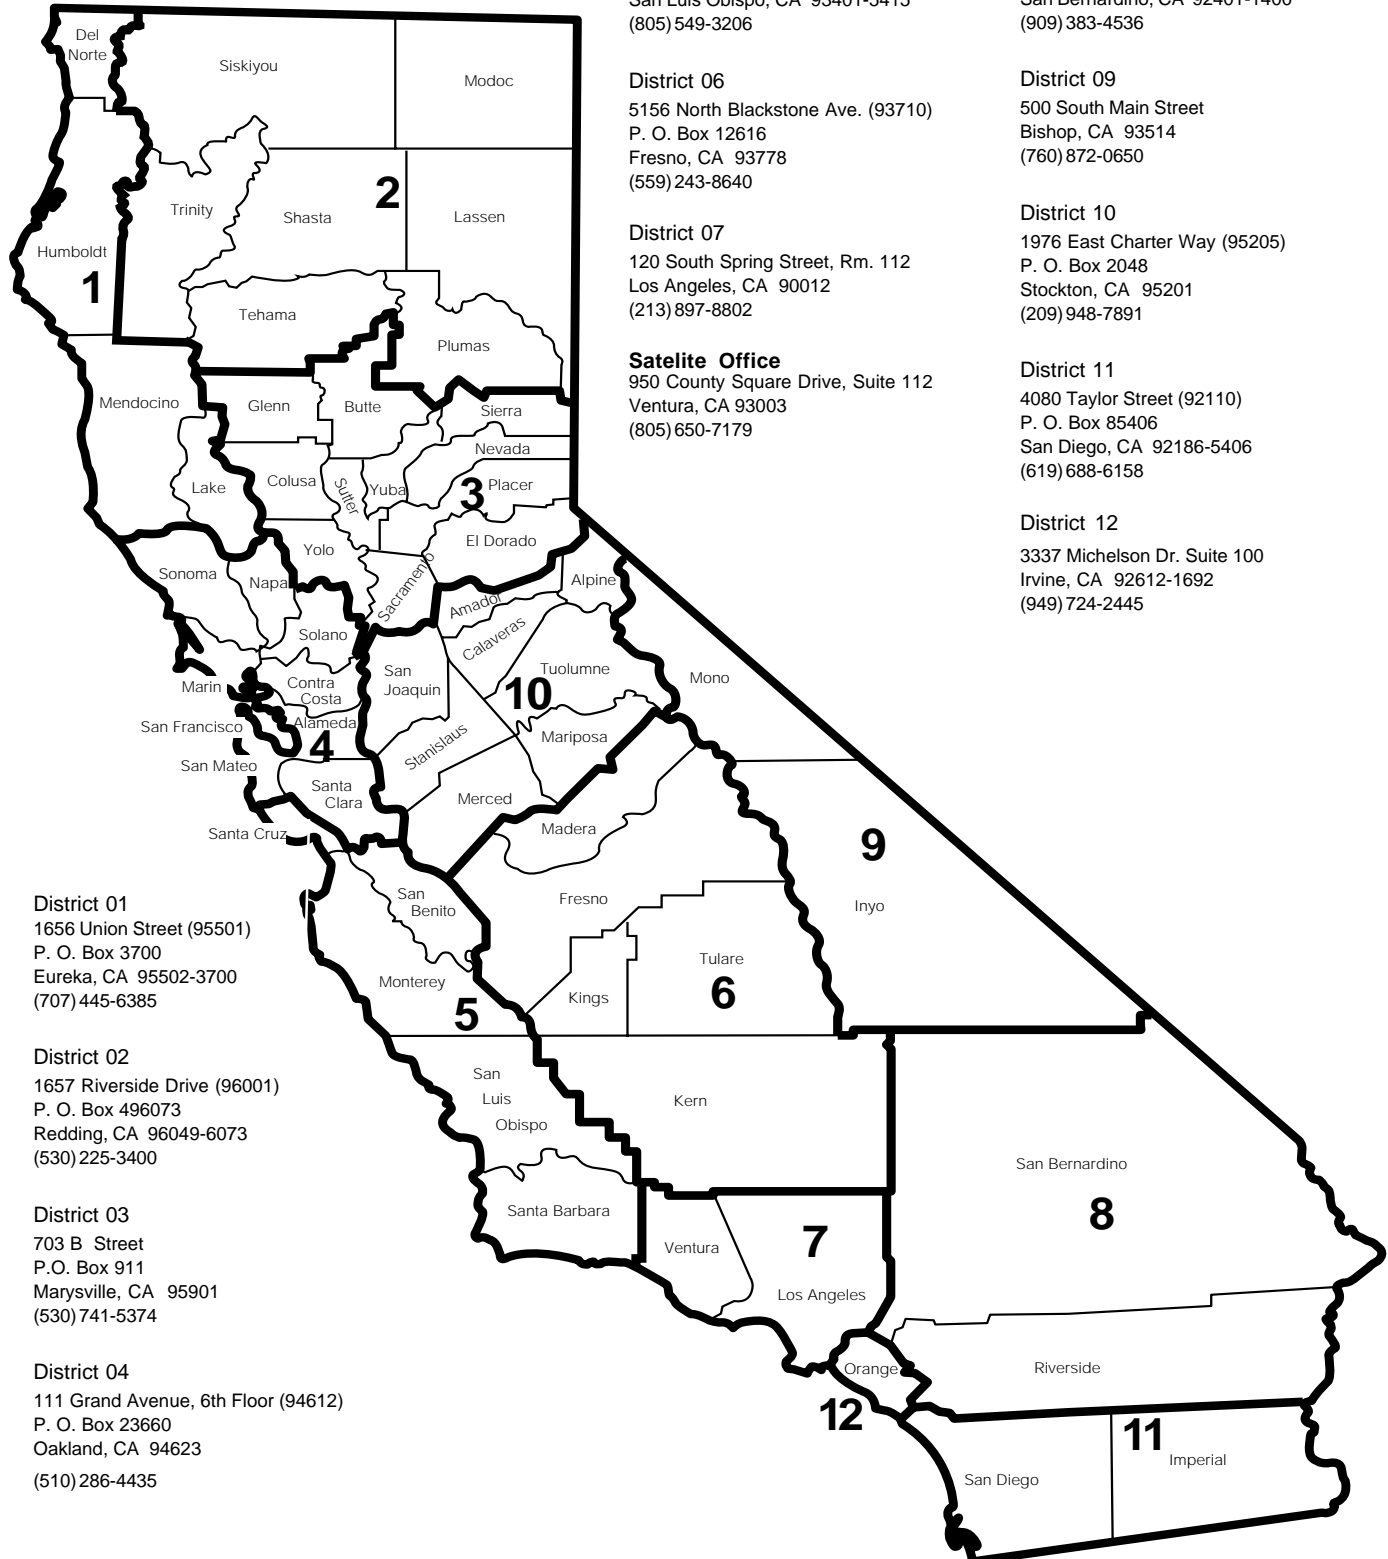 San Luis Obispo, CA 93401-5415
(805) 549-3206
San Bernardino, CA 92401-1400
(909) 383-4536
District 06
5156 North Blackstone Ave. (93710)
P. O. Box 12616
Fresno, CA 93778
(559) 243-8640
District 07
120 South Spring Street, Rm. 112
Los Angeles, CA 90012
(213) 897-8802
Satelite Office
950 County Square Drive, Suite 112
Ventura, CA 93003
(805) 650-7179
District 09
500 South Main Street
Bishop, CA 93514
(760) 872-0650
District 10
1976 East Charter Way (95205)
P. O. Box 2048
Stockton, CA 95201
(209) 948-7891
District 11
4080 Taylor Street (92110)
P. O. Box 85406
San Diego, CA 92186-5406
(619) 688-6158
District 12
3337 Michelson Dr. Suite 100
Irvine, CA 92612-1692
(949) 724-2445
Del
Norte
Siskiyou
Modoc
2
Trinity
Shasta
Lassen
Humboldt
1
Tehama
Plumas
Mendocino
Glenn
Butte
Sierra
Nevada
Lake
Colusa
Sutter
Yuba
3
Placer
El Dorado
Yolo
Sonoma
Napa
Sacramento
Alpine
Amador
Solano
Calaveras
San
Joaquin
Tuolumne
10
Mono
Marin
Contra
Costa
San Francisco
Alameda
4
Stanislaus
Mariposa
San Mateo
Santa
Clara
Merced
Santa Cruz
Madera
9
San
Benito
Fresno
Inyo
Monterey
5
Kings
Tulare
6
San
Luis
Obispo
Kern
San Bernardino
8
Santa Barbara
Ventura
7
Los Angeles
Orange
12
Riverside
11
San Diego
Imperial
District 01
1656 Union Street (95501)
P. O. Box 3700
Eureka, CA 95502-3700
(707) 445-6385
District 02
1657 Riverside Drive (96001)
P. O. Box 496073
Redding, CA 96049-6073
(530) 225-3400
District 03
703 B Street
P.O. Box 911
Marysville, CA 95901
(530) 741-5374
District 04
111 Grand Avenue, 6th Floor (94612)
P. O. Box 23660
Oakland, CA 94623
(510) 286-4435